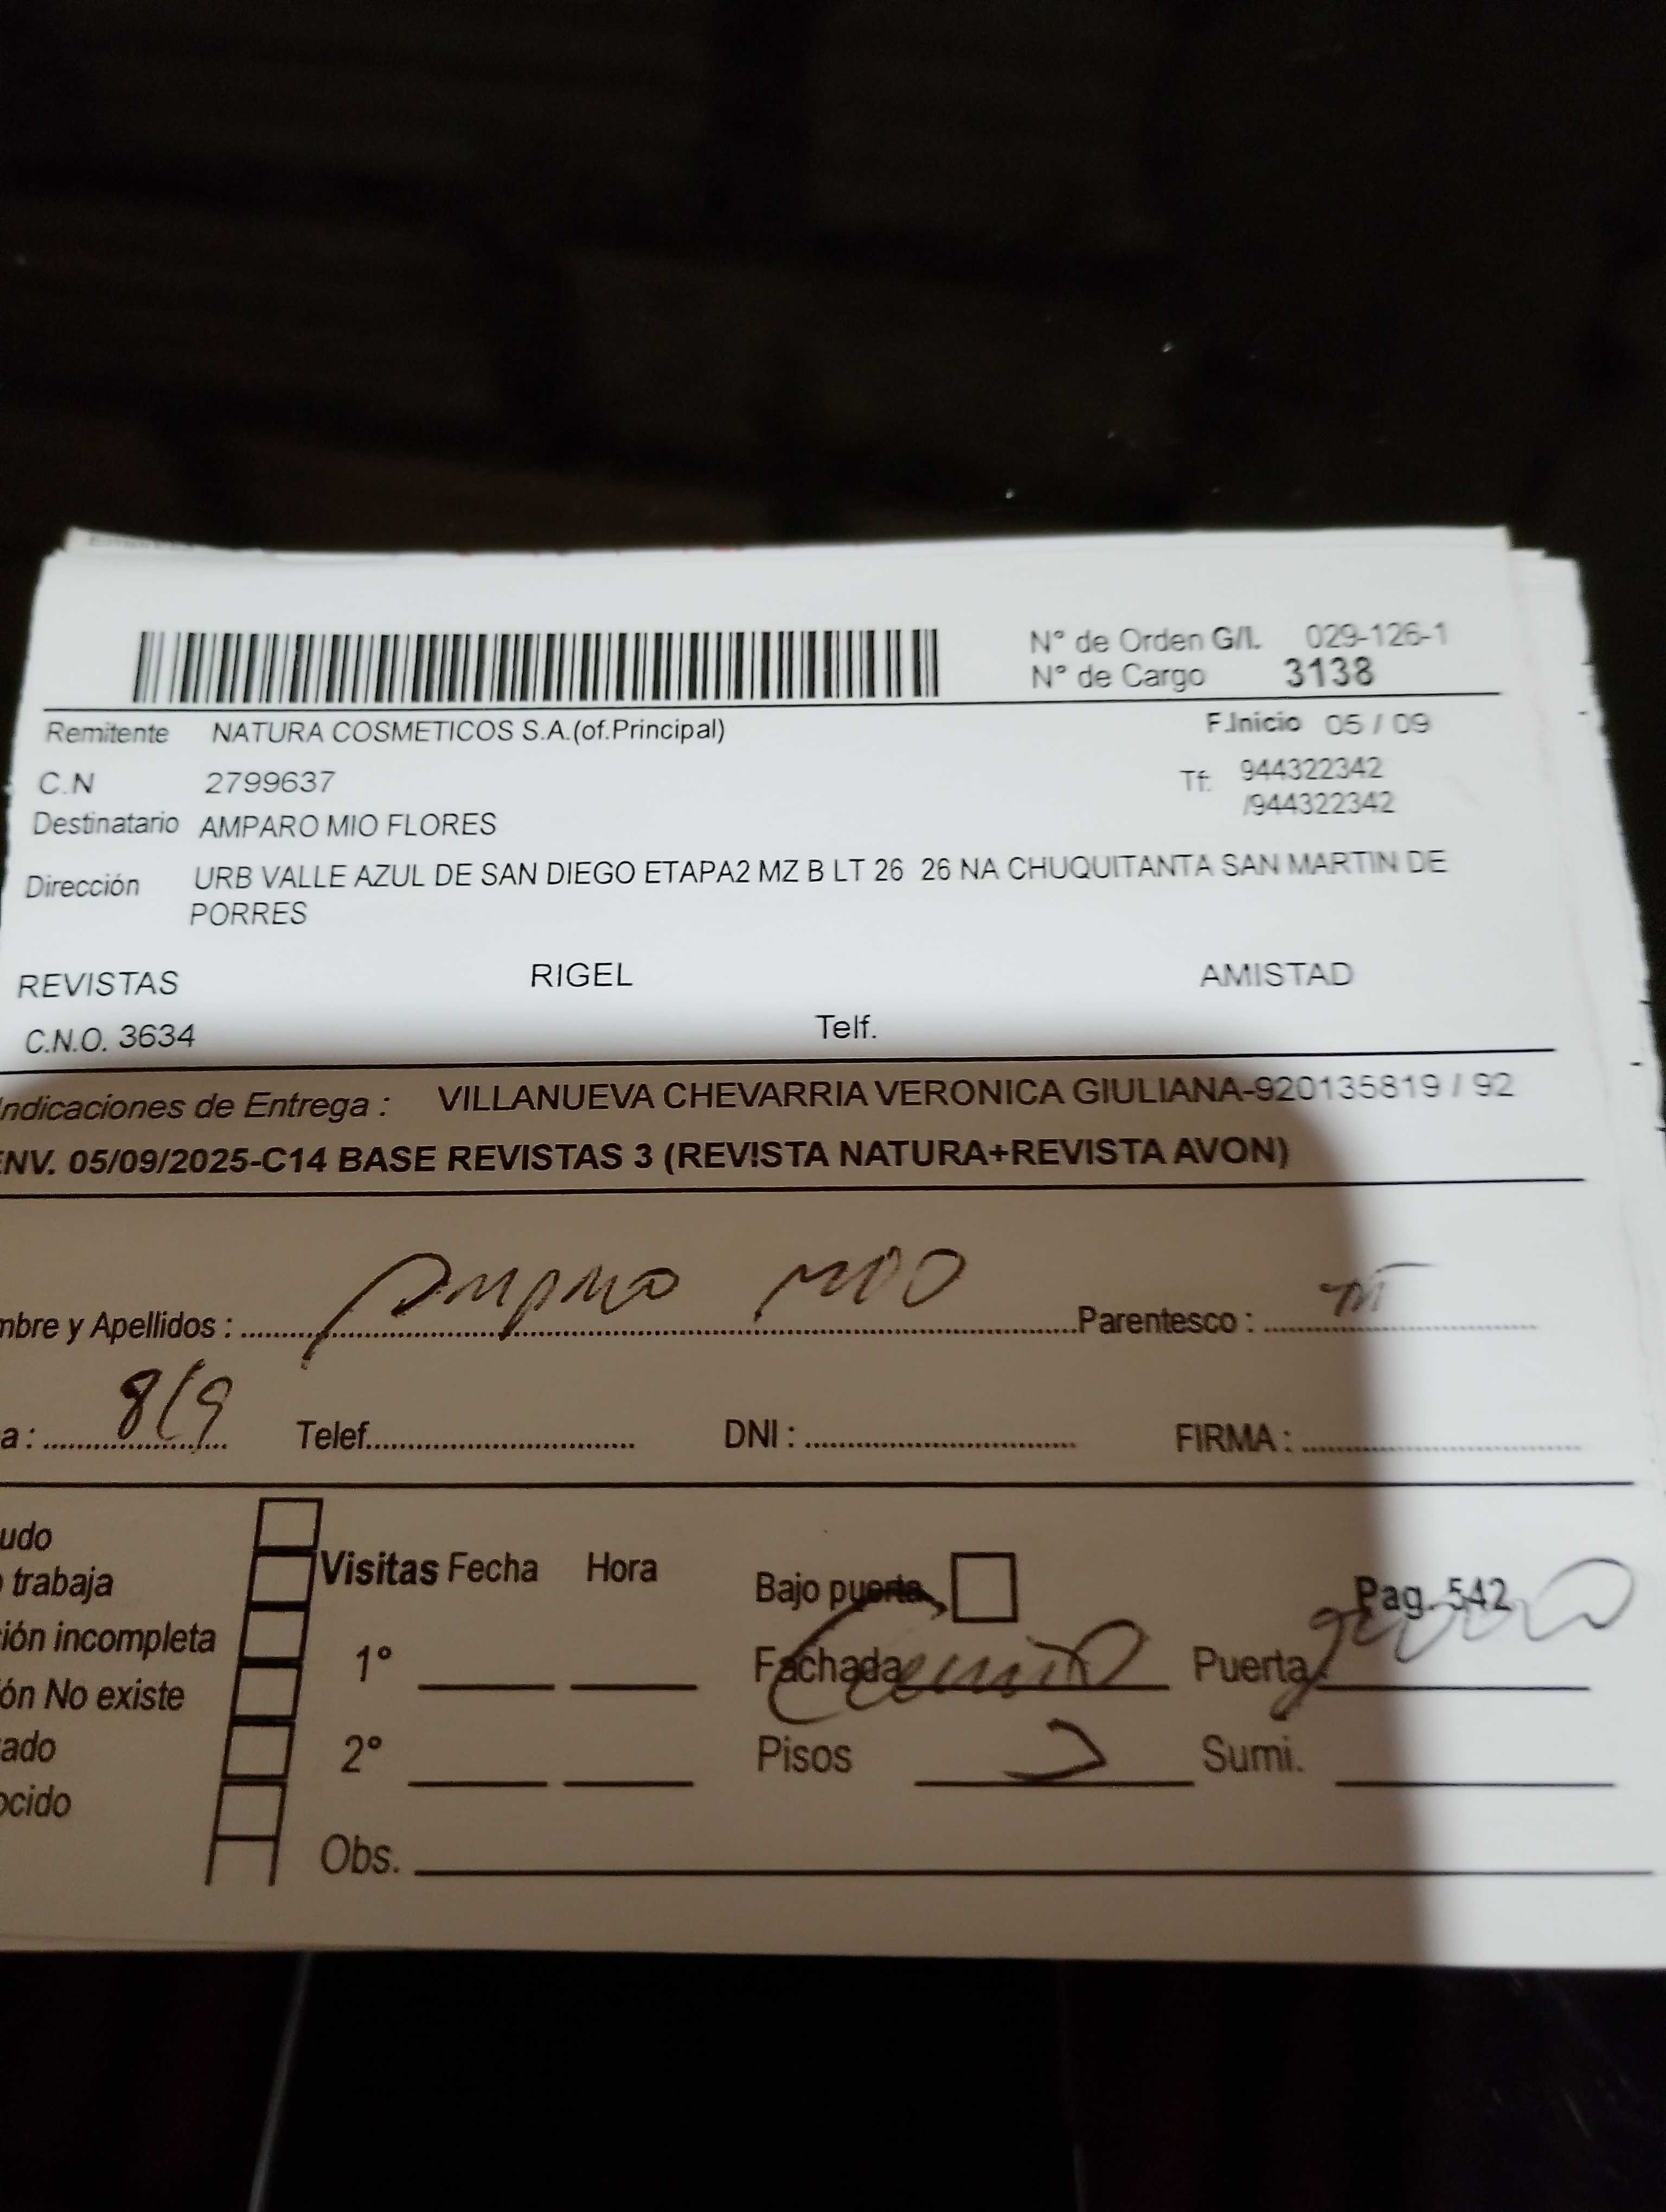 N° de Orden G/L. 029-126-1
N° de Cargo 3138
Remitente NATURA COSMETICOS S.A.(of.Principal) F.Inicio 05 / 09
C.N 2799637 Tf: 944322342
/944322342
Destinatario AMPARO MIO FLORES
Dirección URB VALLE AZUL DE SAN DIEGO ETAPA2 MZ B LT 26 26 NA CHUQUITANTA SAN MARTIN DE
PORRES
REVISTAS RIGEL AMISTAD
C.N.O. 3634 Telf.
Indicaciones de Entrega : VILLANUEVA CHEVARRIA VERONICA GIULIANA-920135819 / 92
ENV. 05/09/2025-C14 BASE REVISTAS 3 (REVISTA NATURA+REVISTA AVON)
mbre y Apellidos : Amparo Mio Parentesco : Tit
a : 8/9 Telef. DNI : FIRMA :
udo
trabaja Visitas Fecha Hora Bajo puerta Pag. 542
ión incompleta
1° Fachada Puerta
ón No existe
ado 2° Pisos 2 Sumi.
ocido
Obs.